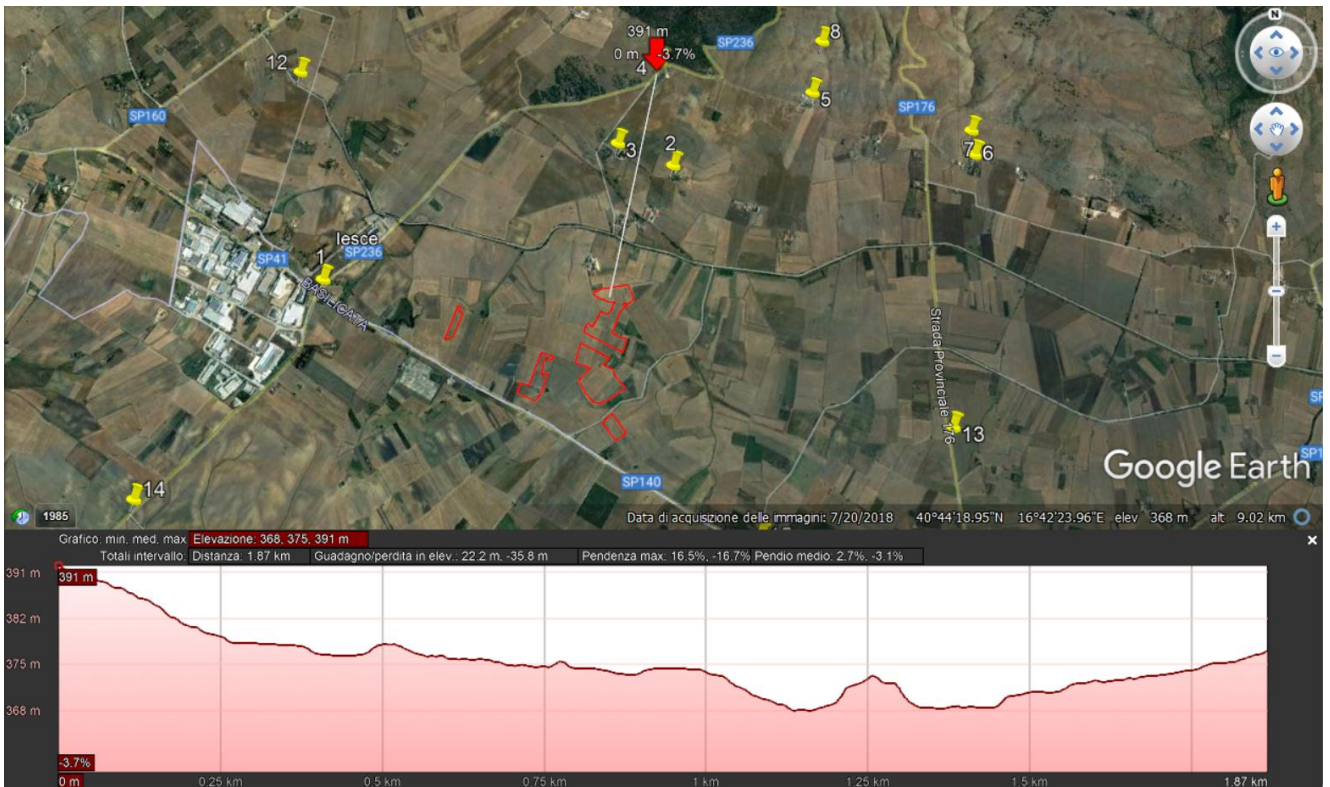 N
391 m
0 m -3.7%
4
SP236
8
12
5
SP160
SP176
3
2
7
6
Iesce
SP236
SP41
1
BASILICATA
Strada Provinciale 176
13
SP1
Google Earth
SP140
14
1985
Data di acquisizione delle immagini: 7/20/2018 40°44'18.95"N 16°42'23.96"E elev 368 m alt 9.02 km
Grafico: min, med, max Elevazione: 368, 375, 391 m
Totali intervallo: Distanza: 1.87 km Guadagno/perdita in elev.: 22.2 m, -35.8 m Pendenza max: 16.5%, -16.7% Pendio medio: 2.7%, -3.1%
391 m
391 m
382 m
375 m
368 m
-3.7%
0 m 0.25 km 0.5 km 0.75 km 1 km 1.25 km 1.5 km 1.87 km